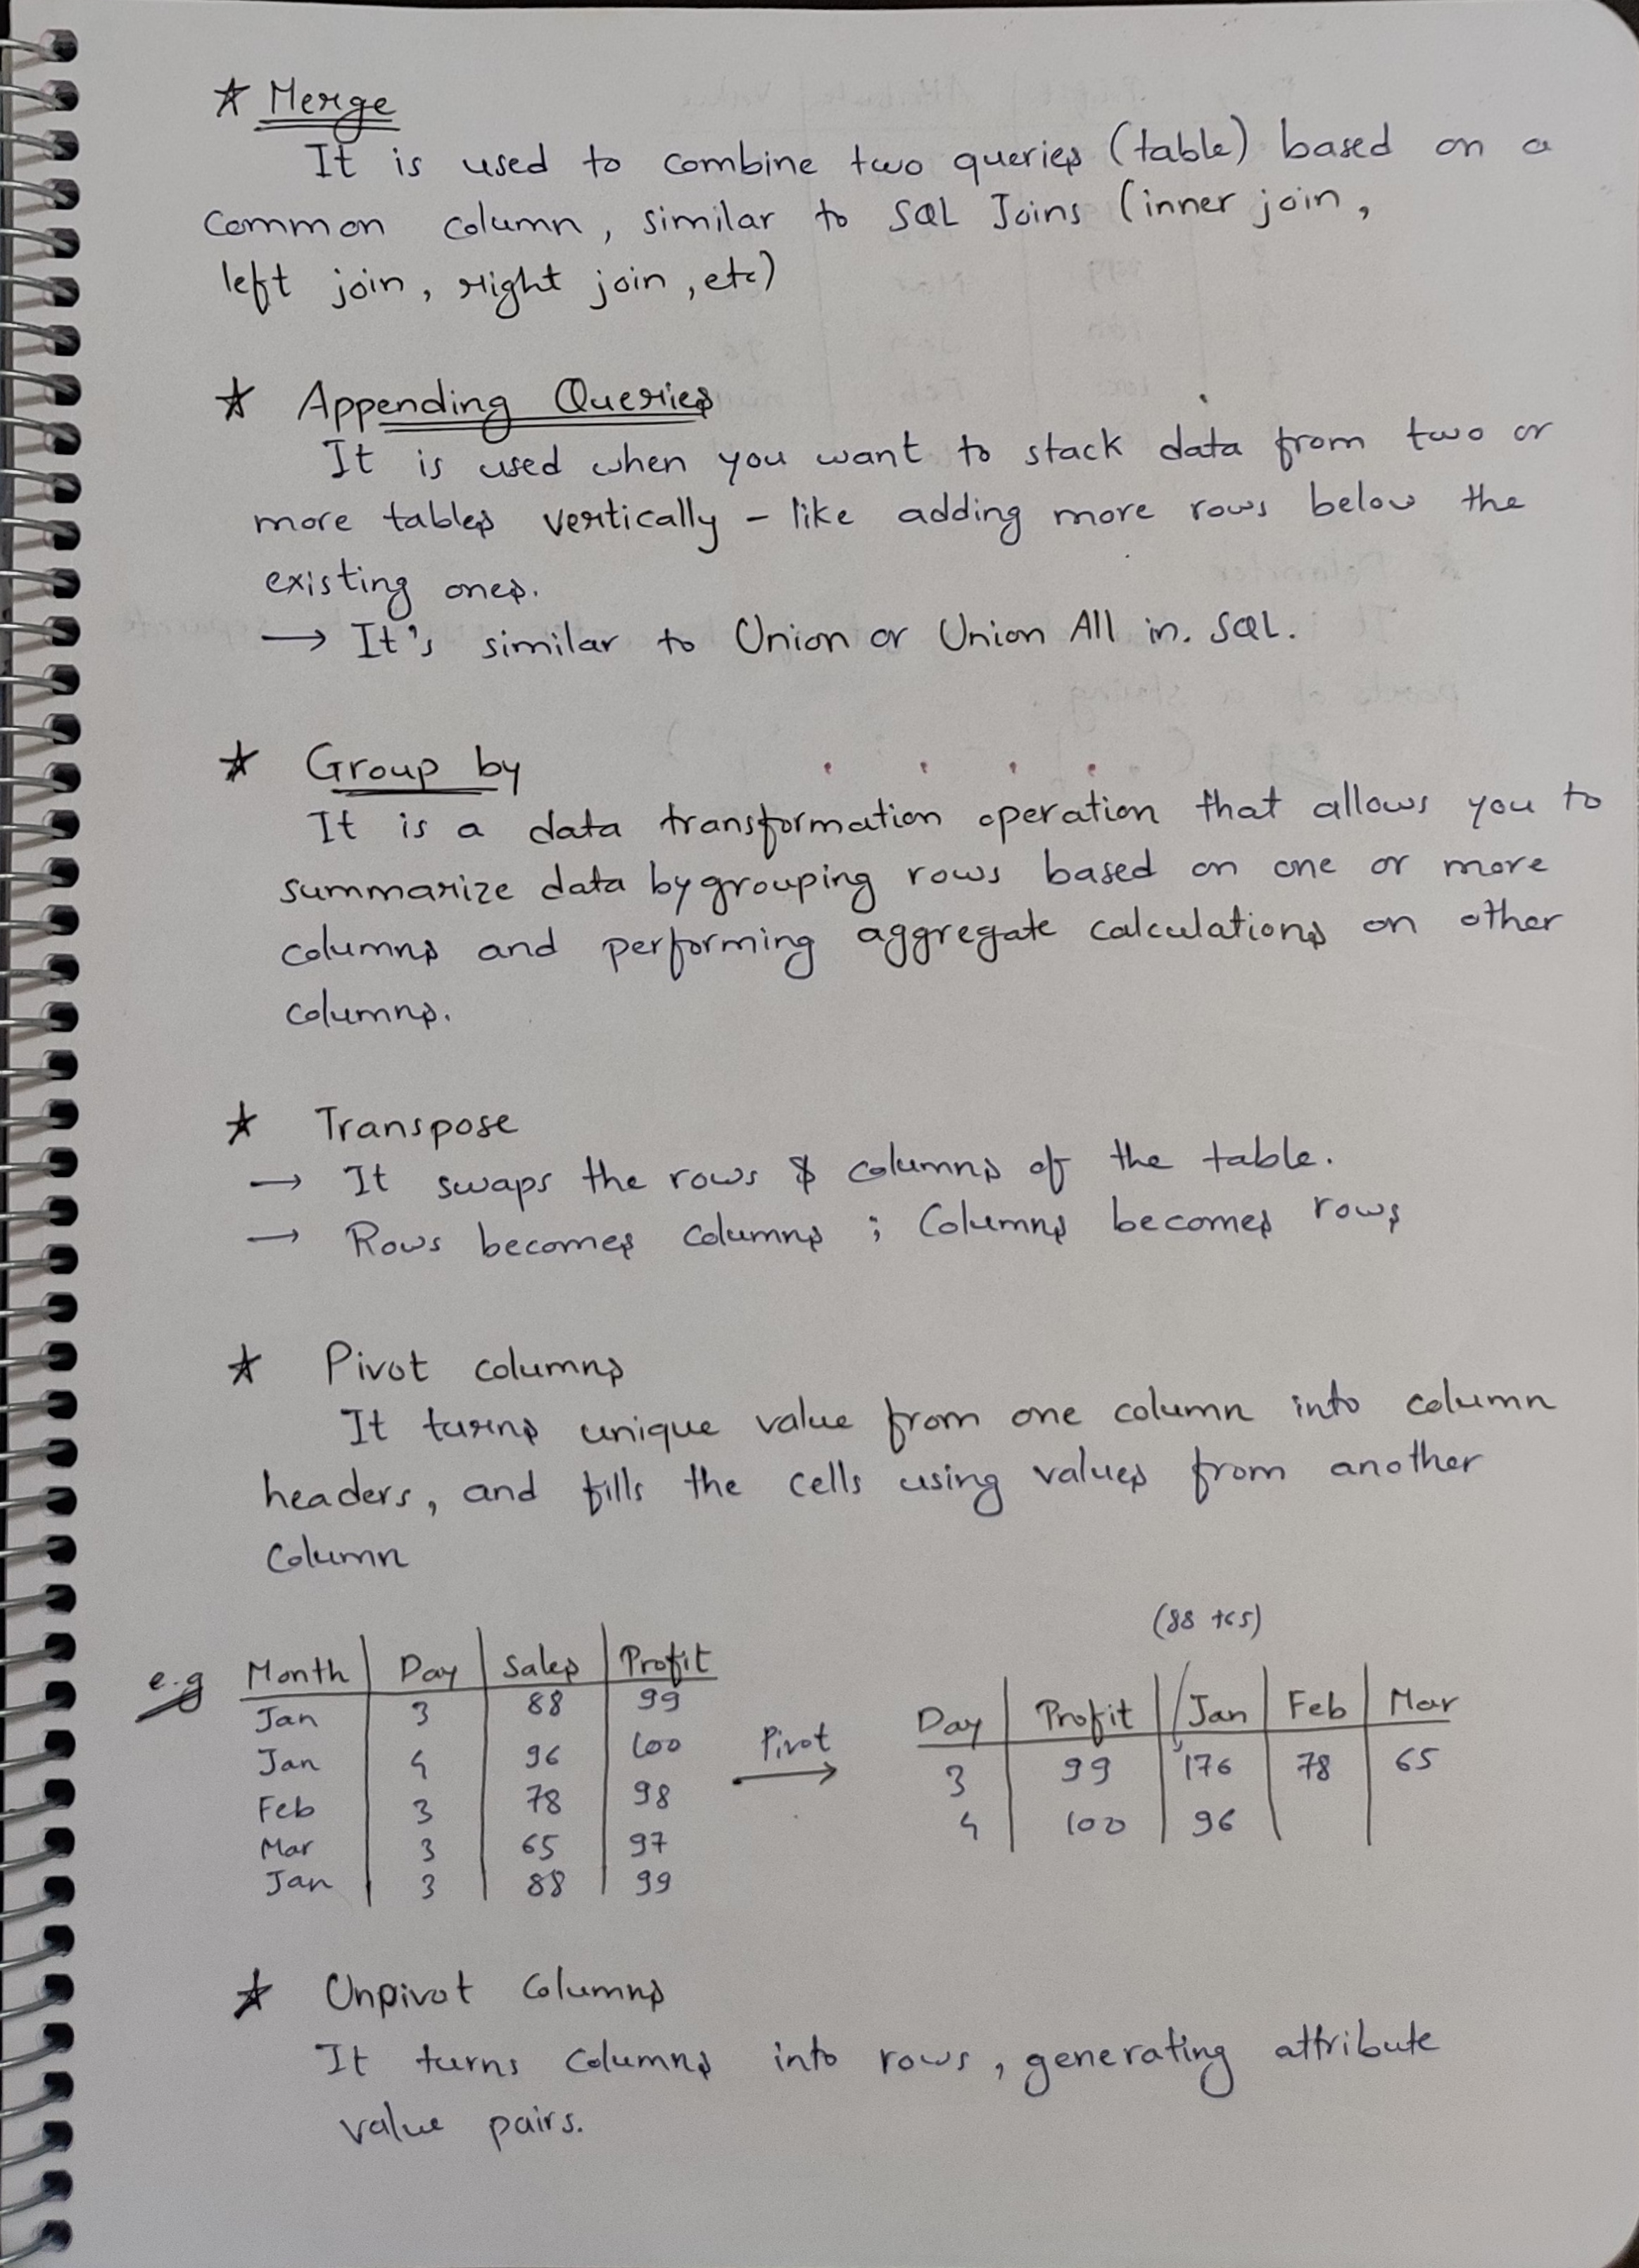 ☆ Merge
It is used to combine two queries (table) based on a
common column, similar to SQL Joins (inner join,
left join, right join, etc)
☆ Appending Queries
It is used when you want to stack data from two or
more tables vertically - like adding more rows below the
existing ones.
→ It's similar to Union or Union All in. SQL.
☆ Group by
It is a data transformation operation that allows you to
summarize data by grouping rows based on one or more
columns and performing aggregate calculations on other
columns.
☆ Transpose
→ It swaps the rows & columns of the table.
→ Rows becomes columns ; Columns becomes rows
☆ Pivot columns
It turns unique value from one column into column
headers, and fills the cells using values from another
column
e.g Month | Day | Sales | Profit
Jan | 3 | 88 | 99
Jan | 4 | 96 | 100
Feb | 3 | 78 | 98
Mar | 3 | 65 | 97
Jan | 3 | 88 | 99
Pivot →
Day | Profit | Jan | Feb | Mar
3 | 99 | 176 | 78 | 65
4 | 100 | 96
☆ Unpivot Columns
It turns columns into rows, generating attribute
value pairs.